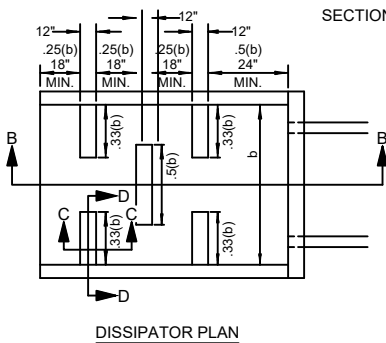 SECTION
12"
12"
12"
.25(b)
.25(b)
.25(b)
.5(b)
18"
18"
18"
24"
MIN.
MIN.
MIN.
MIN.
B
B
.33(b)
.33(b)
b
.5(b)
D
C
C
.33(b)
.33(b)
D
DISSIPATOR PLAN